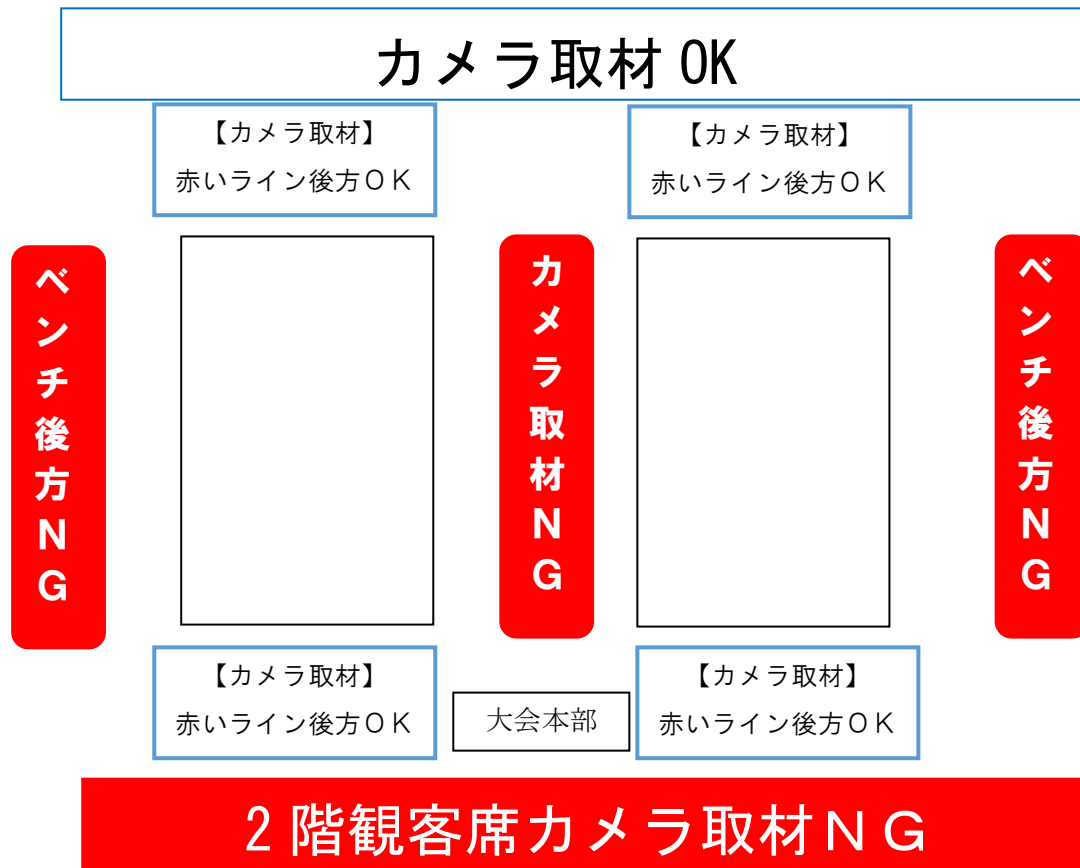 カメラ取材 OK
【カメラ取材】
赤いライン後方ＯＫ
【カメラ取材】
赤いライン後方ＯＫ
ベンチ後方ＮＧ
カメラ取材ＮＧ
ベンチ後方ＮＧ
【カメラ取材】
赤いライン後方ＯＫ
大会本部
【カメラ取材】
赤いライン後方ＯＫ
2 階観客席カメラ取材ＮＧ